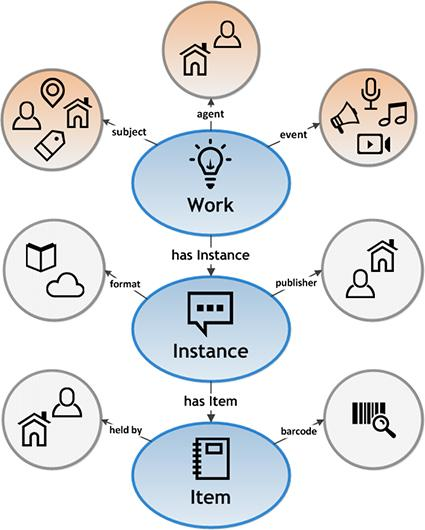 agent
subject
event
Work
has Instance
format
publisher
Instance
has Item
held by
barcode
Item